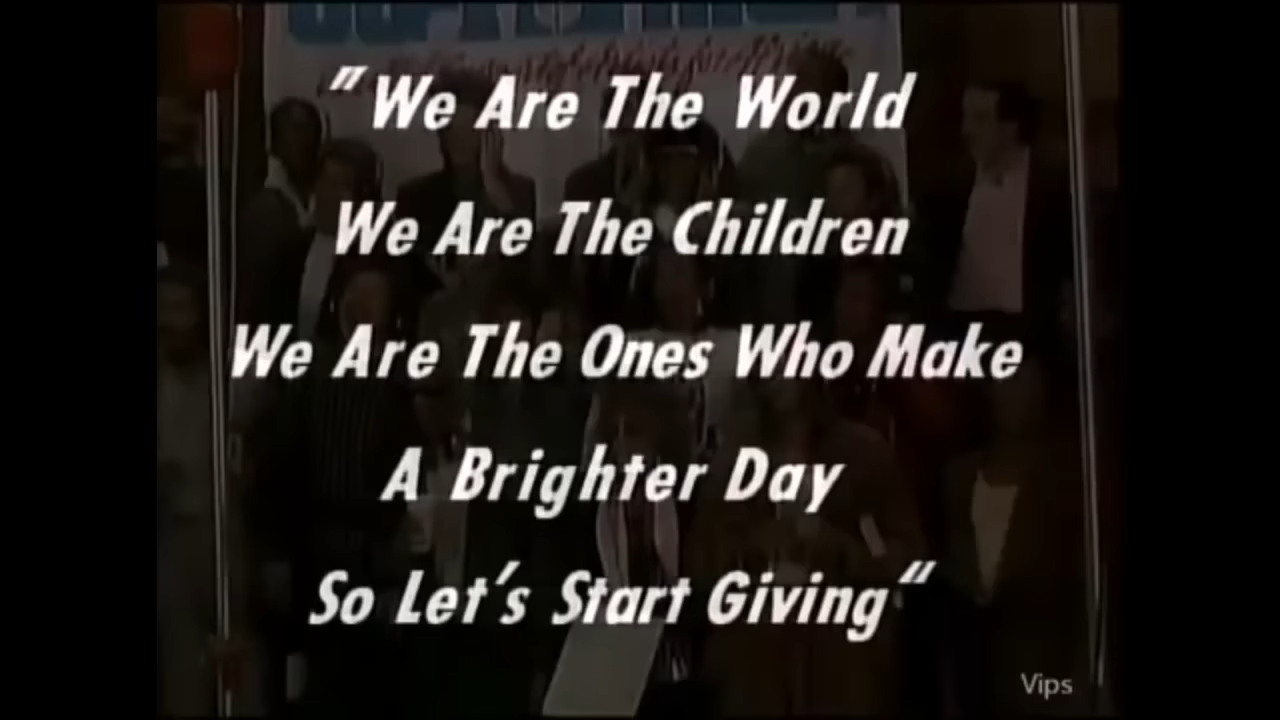 "We Are The World
We Are The Children
We Are The Ones Who Make
A Brighter Day
So Let's Start Giving"
Vips